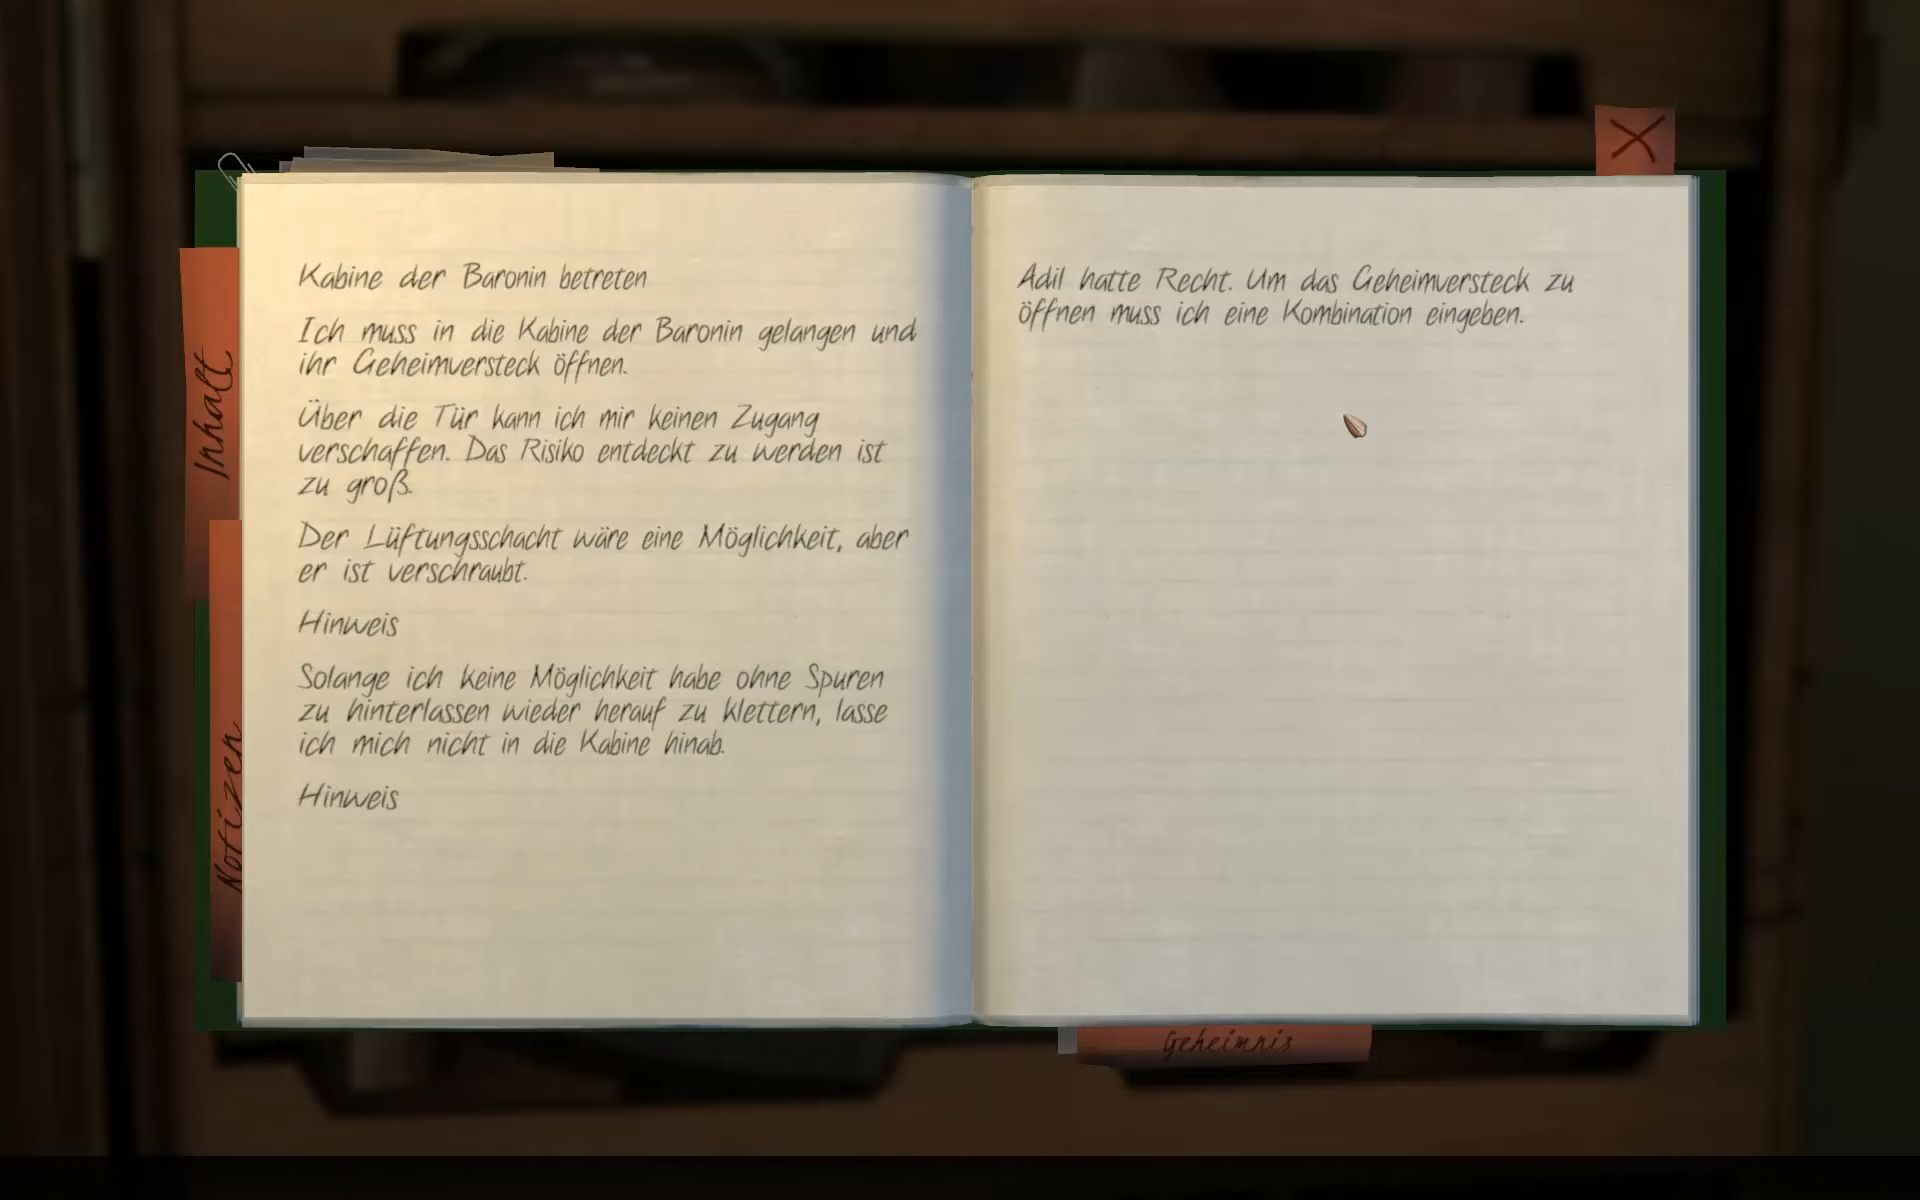 Kabine der Baronin betreten
Ich muss in die Kabine der Baronin gelangen und
ihr Geheimversteck öffnen.
Über die Tür kann ich mir keinen Zugang
verschaffen. Das Risiko entdeckt zu werden ist
zu groß.
Der Lüftungsschacht wäre eine Möglichkeit, aber
er ist verschraubt.
Hinweis
Solange ich keine Möglichkeit habe ohne Spuren
zu hinterlassen wieder herauf zu klettern, lasse
ich mich nicht in die Kabine hinab.
Hinweis
Adil hatte Recht. Um das Geheimversteck zu
öffnen muss ich eine Kombination eingeben.
Inhalt
Notizen
Geheimnis